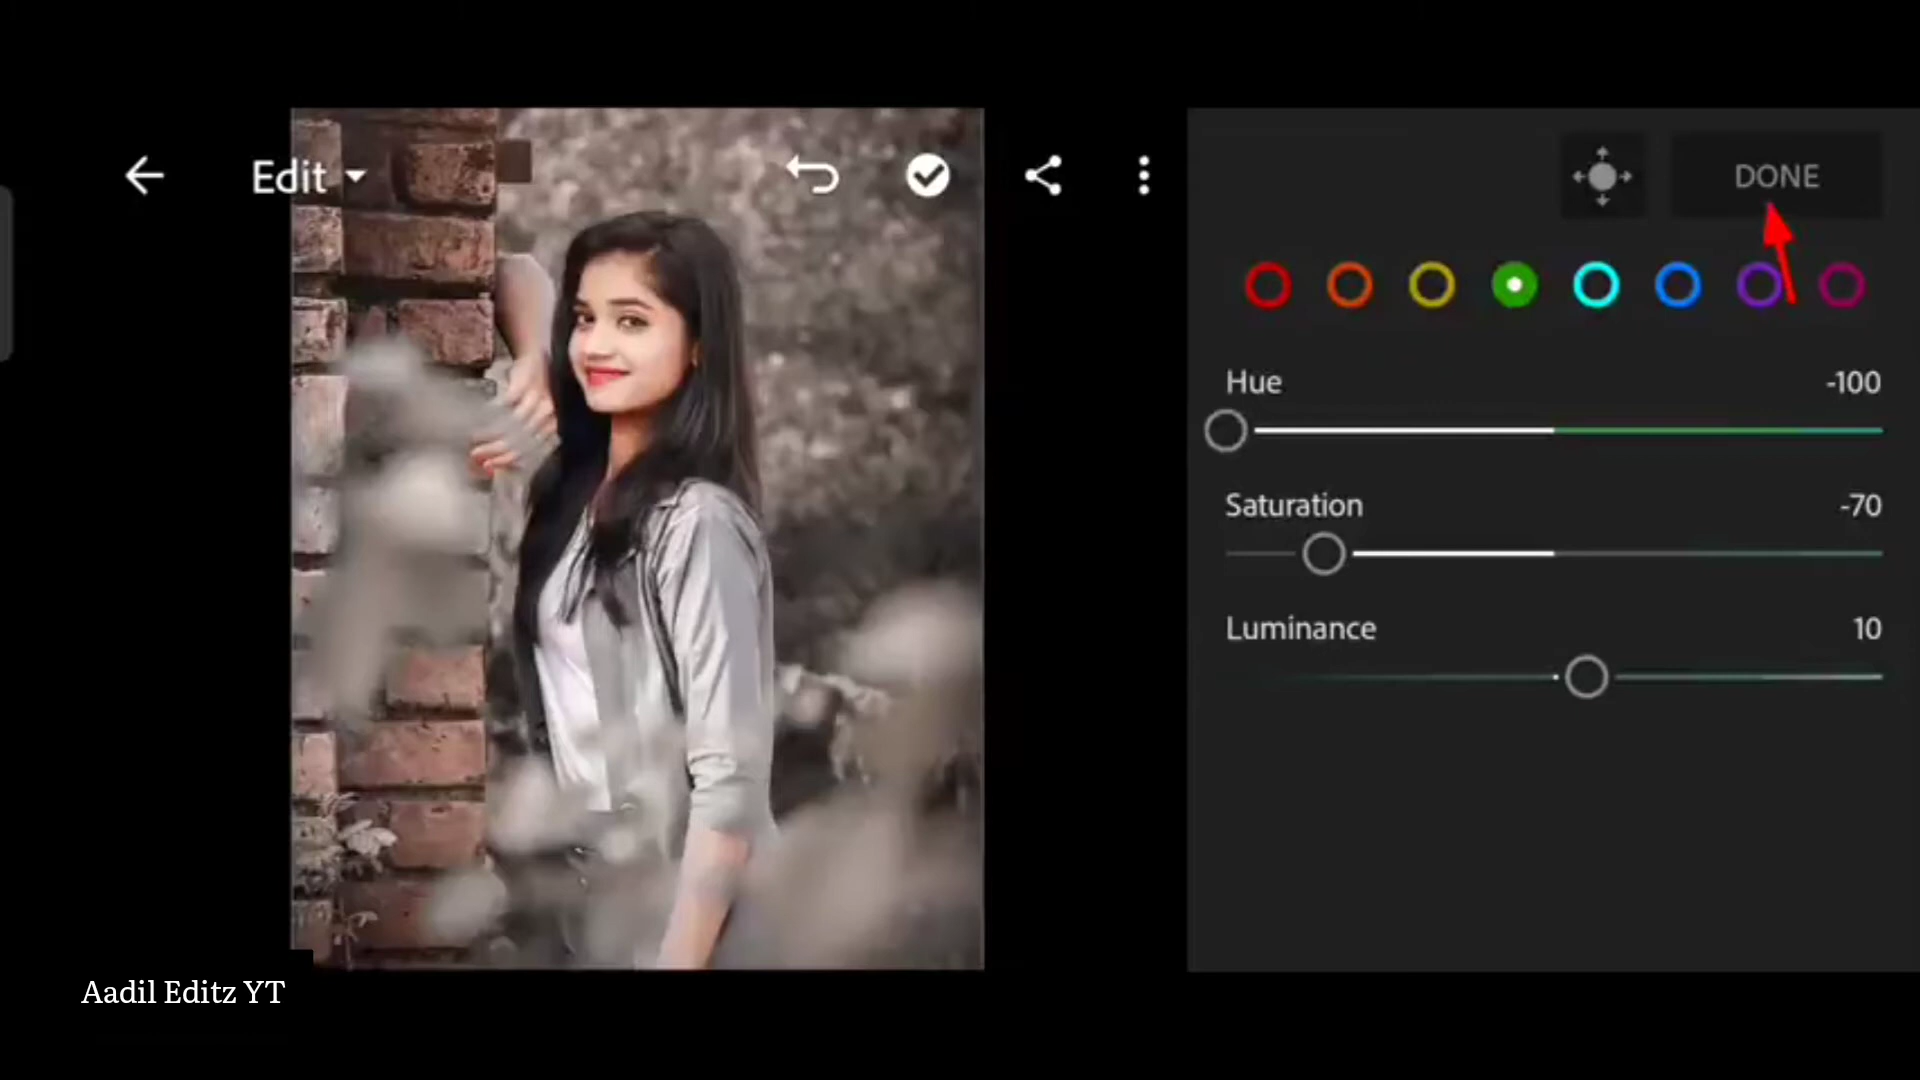 Edit
DONE
Hue -100
Saturation -70
Luminance 10
Aadil Editz YT